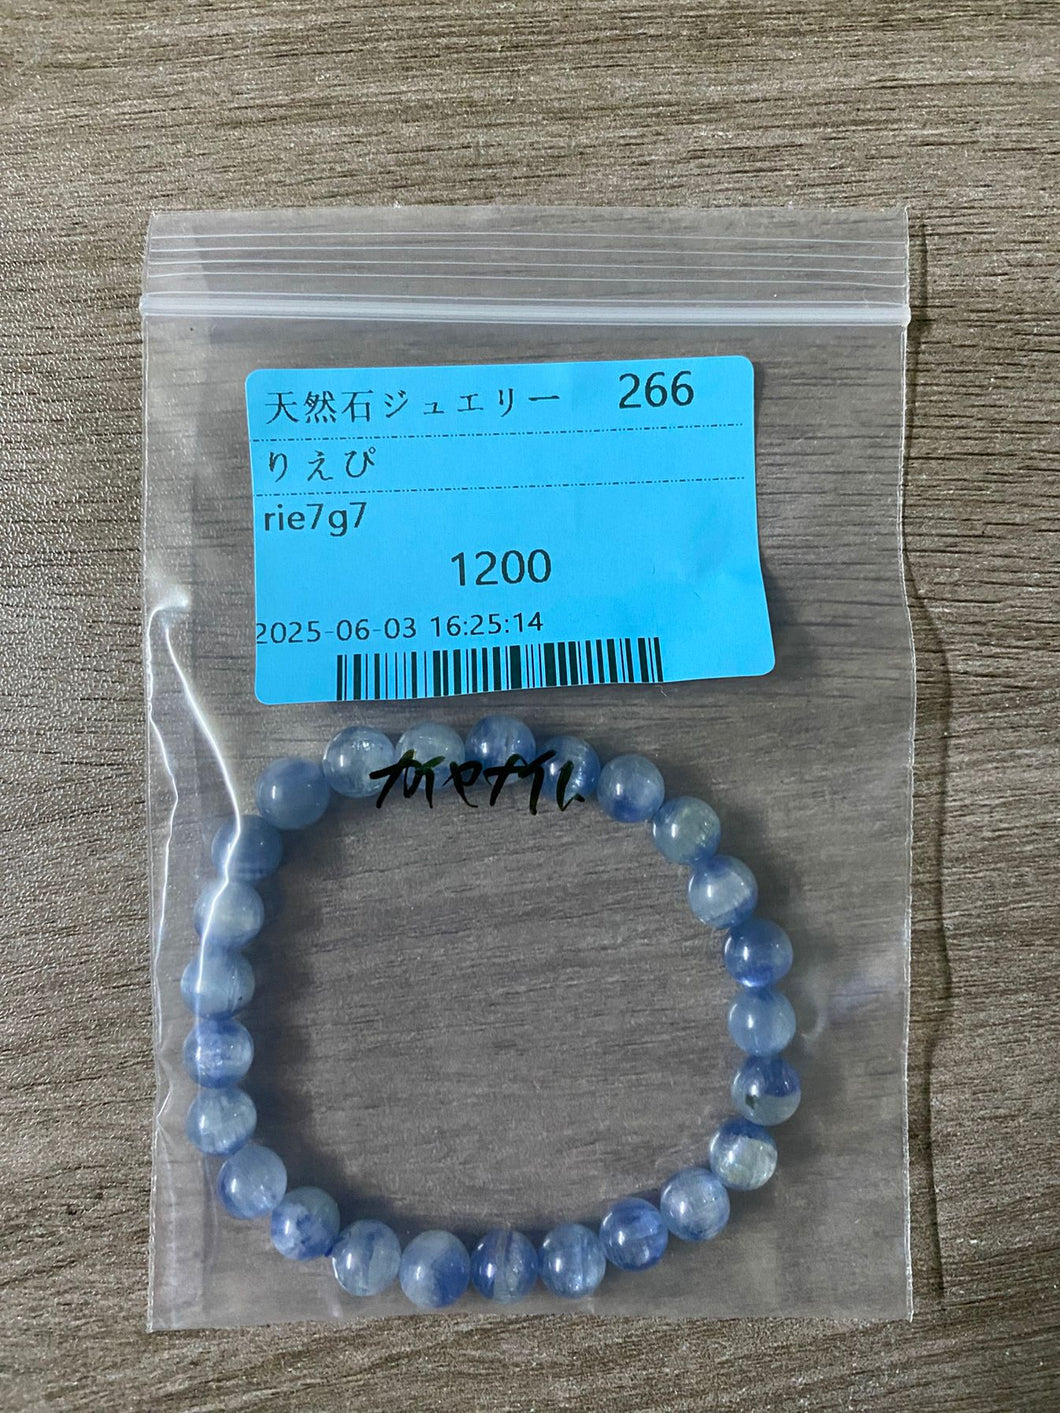 天然石ジュエリー 266
りえぴ
rie7g7
1200
2025-06-03 16:25:14
カイヤナイト